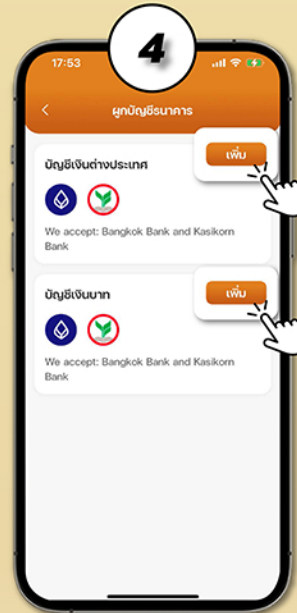 4
17:53
ผูกบัญชีธนาคาร
บัญชีเงินต่างประเทศ
เพิ่ม
We accept: Bangkok Bank and Kasikorn
Bank
บัญชีเงินบาท
เพิ่ม
We accept: Bangkok Bank and Kasikorn
Bank